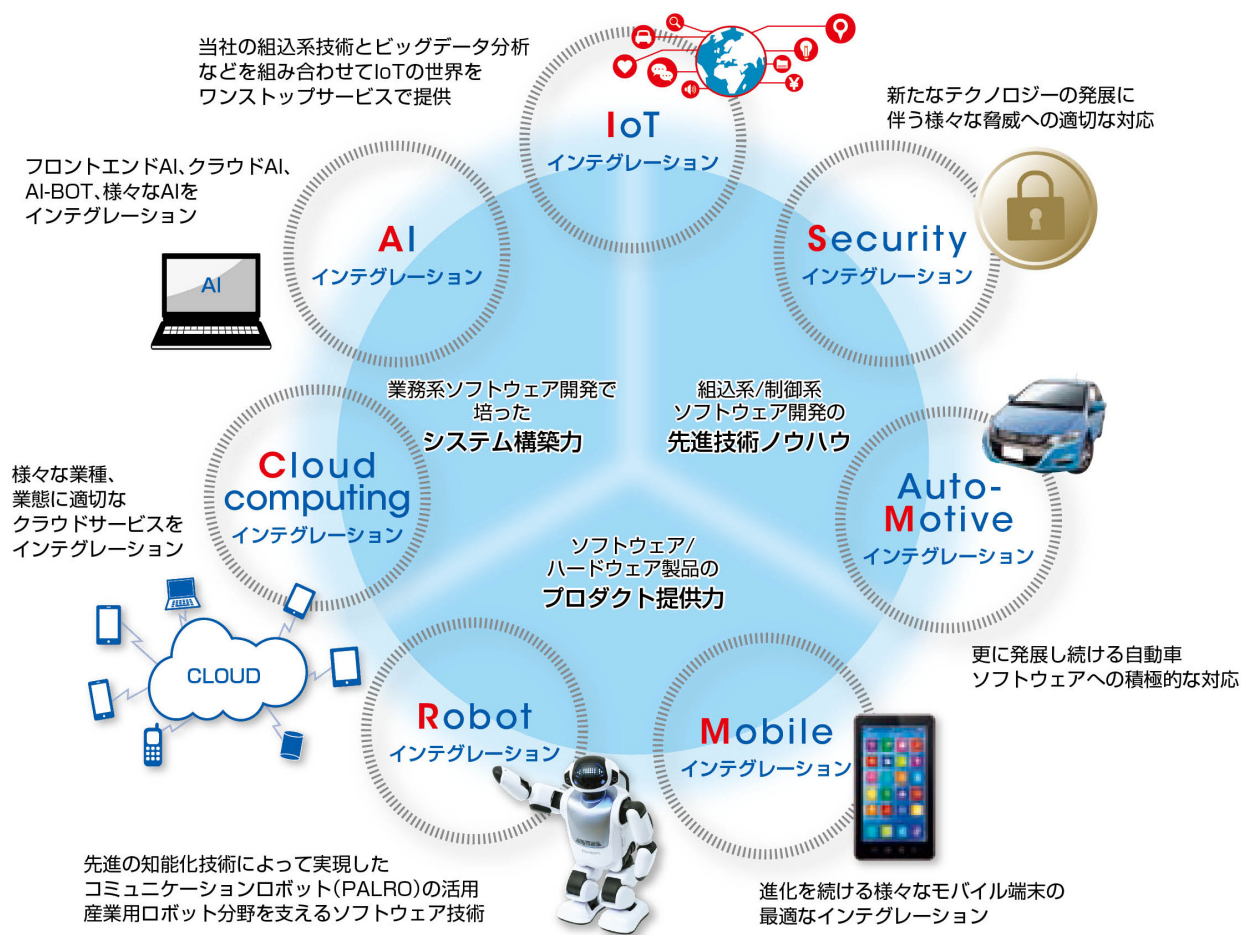 当社の組込系技術とビッグデータ分析
などを組み合わせてIoTの世界を
ワンストップサービスで提供
IoT
インテグレーション
新たなテクノロジーの発展に
伴う様々な脅威への適切な対応
Security
インテグレーション
フロントエンドAI、クラウドAI、
AI-BOT、様々なAIを
インテグレーション
AI
AI
インテグレーション
業務系ソフトウェア開発で
培った
システム構築力
組込系/制御系
ソフトウェア開発の
先進技術ノウハウ
ソフトウェア/
ハードウェア製品の
プロダクト提供力
様々な業種、
業態に適切な
クラウドサービスを
インテグレーション
Cloud
computing
インテグレーション
CLOUD
Auto-
Motive
インテグレーション
更に発展し続ける自動車
ソフトウェアへの積極的な対応
Robot
インテグレーション
先進の知能化技術によって実現した
コミュニケーションロボット（PALRO）の活用
産業用ロボット分野を支えるソフトウェア技術
Mobile
インテグレーション
進化を続ける様々なモバイル端末の
最適なインテグレーション